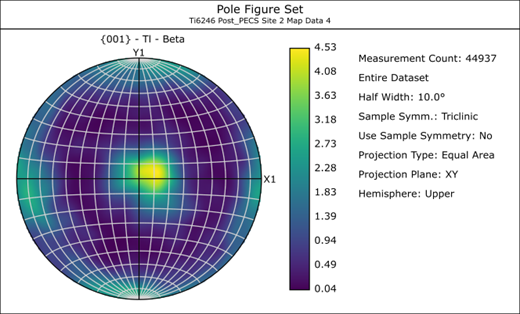 Pole Figure Set
Ti6246 Post_PECS Site 2 Map Data 4
{001} - TI - Beta
Y1
X1
4.53
4.08
3.63
3.18
2.73
2.28
1.83
1.39
0.94
0.49
0.04
Measurement Count: 44937
Entire Dataset
Half Width: 10.0°
Sample Symm.: Triclinic
Use Sample Symmetry: No
Projection Type: Equal Area
Projection Plane: XY
Hemisphere: Upper